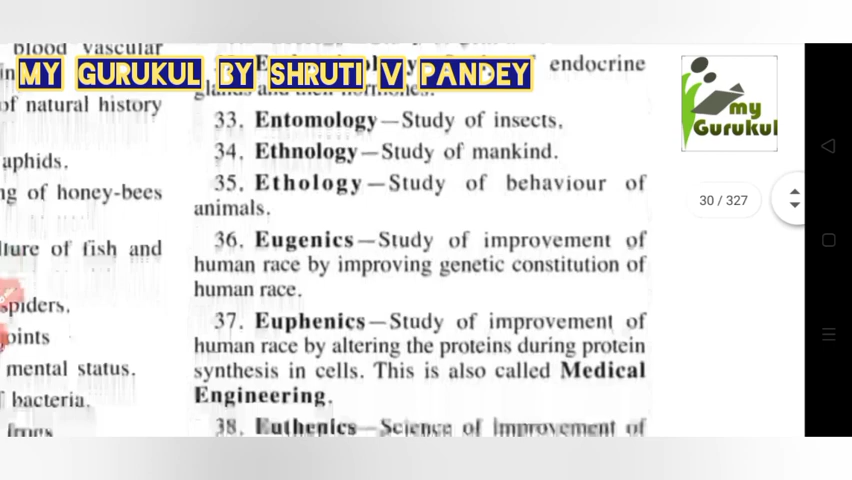 blood vascular
MY GURUKUL BY SHRUTI V PANDEY
endocrine
of natural history
33. Entomology—Study of insects.
34. Ethnology—Study of mankind.
aphids.
35. Ethology—Study of behaviour of
animals.
of honey-bees
of fish and
36. Eugenics—Study of improvement of
human race by improving genetic constitution of
human race.
spiders.
37. Euphenics—Study of improvement of
human race by altering the proteins during protein
synthesis in cells. This is also called Medical
Engineering.
mental status.
bacteria.
38. Euthenics—Science of improvement of
my
Gurukul
30 / 327